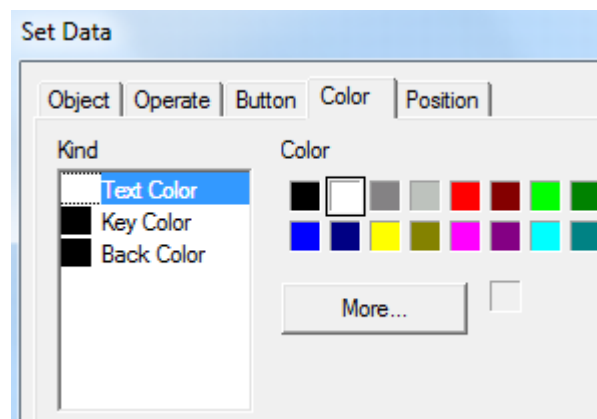 Set Data
Object Operate Button Color Position
Kind Color
Text Color
Key Color
Back Color
More...